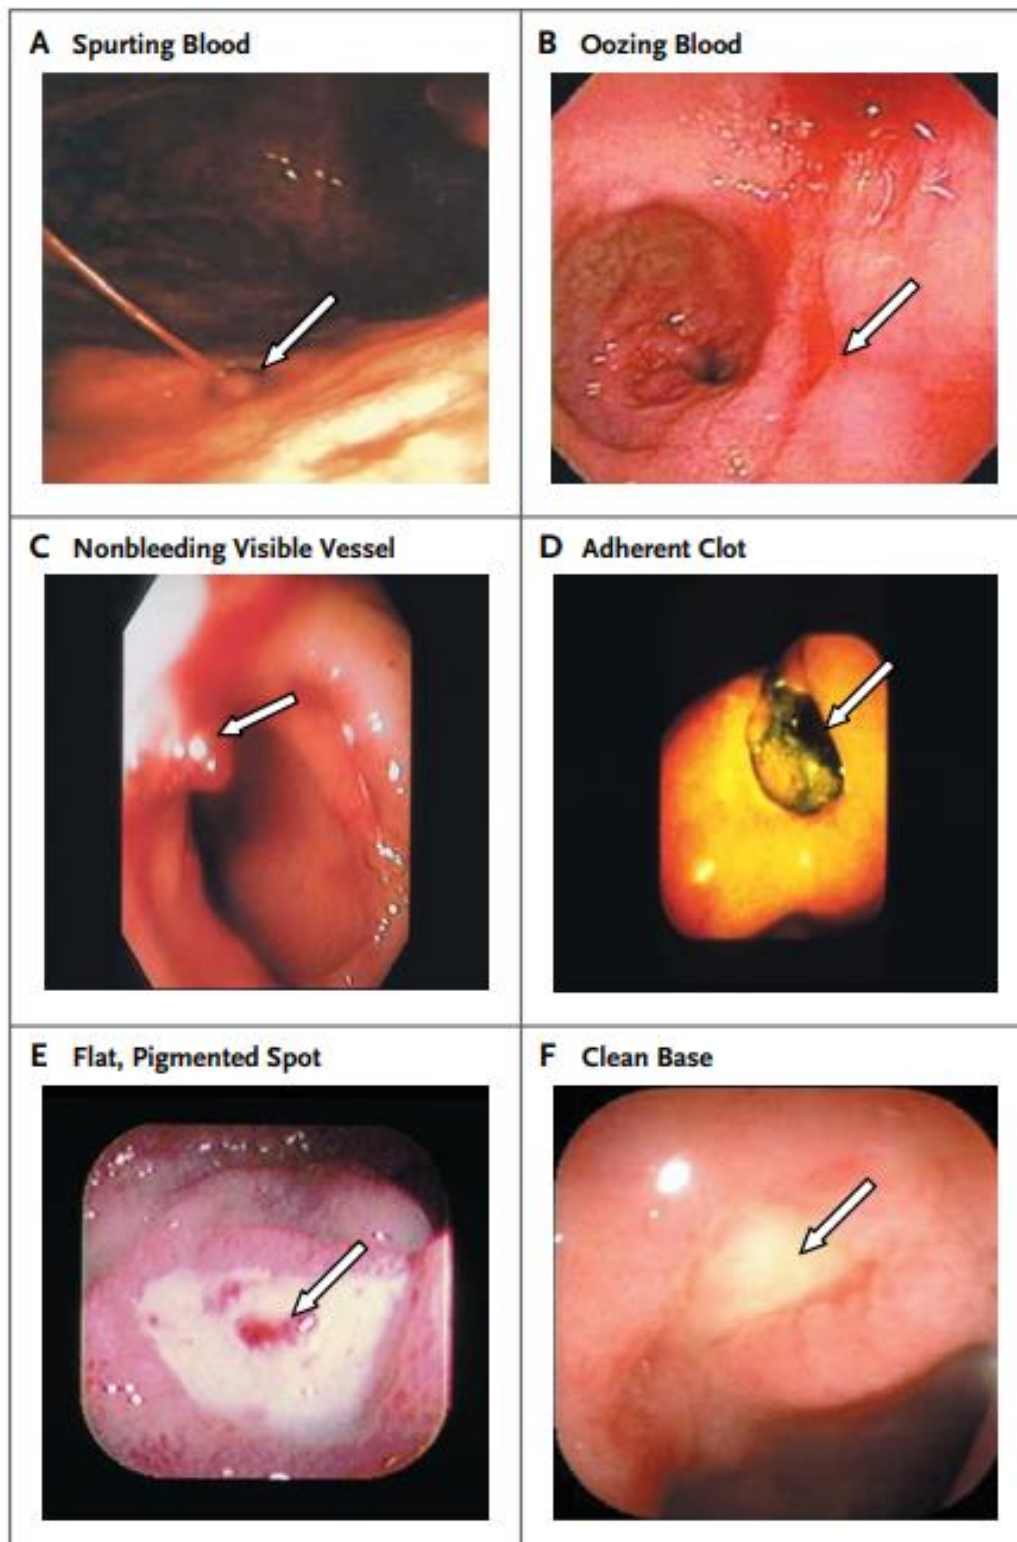 A Spurting Blood
B Oozing Blood
C Nonbleeding Visible Vessel
D Adherent Clot
E Flat, Pigmented Spot
F Clean Base